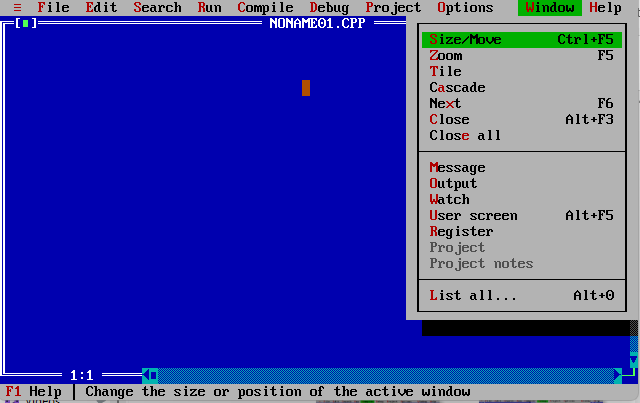 ≡ File Edit Search Run Compile Debug Project Options Window Help
NONAME01.CPP
Size/Move Ctrl+F5
Zoom F5
Tile
Cascade
Next F6
Close Alt+F3
Close all
Message
Output
Watch
User screen Alt+F5
Register
Project
Project notes
List all... Alt+0
1:1
F1 Help | Change the size or position of the active window